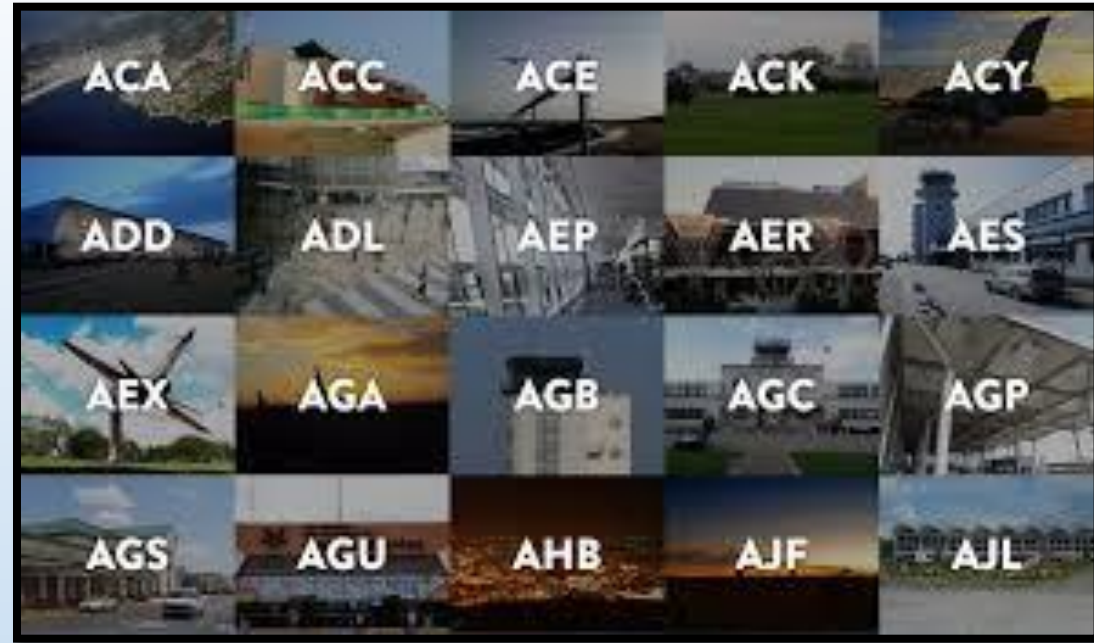 ACA ACC ACE ACK ACY
ADD ADL AEP AER AES
AEX AGA AGB AGC AGP
AGS AGU AHB AJF AJL